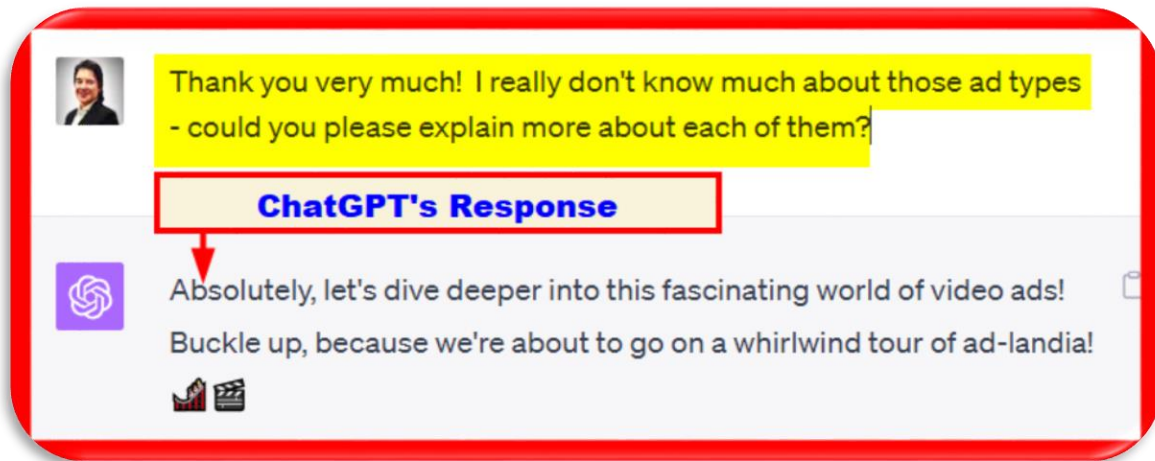 Thank you very much! I really don't know much about those ad types
- could you please explain more about each of them?
ChatGPT's Response
Absolutely, let's dive deeper into this fascinating world of video ads!
Buckle up, because we're about to go on a whirlwind tour of ad-landia!
🎢🎬